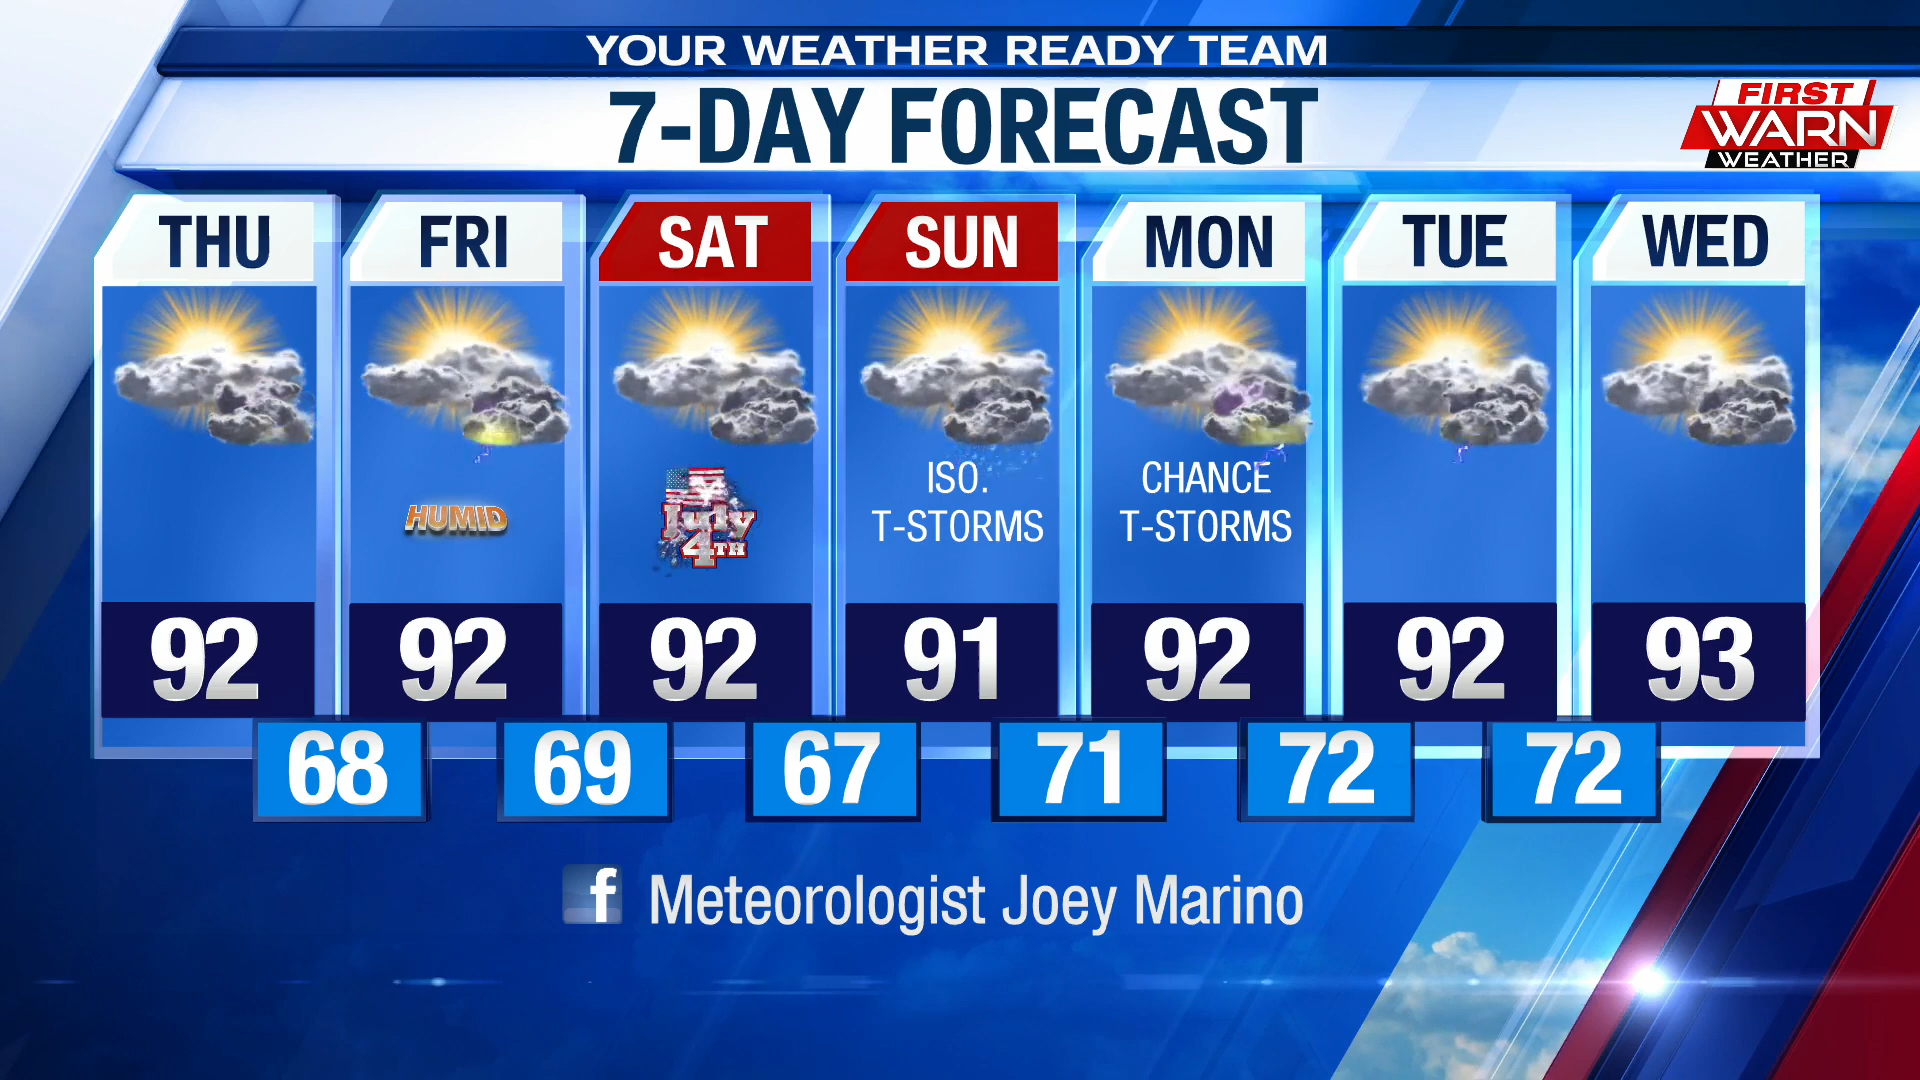 YOUR WEATHER READY TEAM
7-DAY FORECAST
FIRST
WARN
WEATHER
THU
FRI
SAT
SUN
MON
TUE
WED
HUMID
July
4TH
ISO.
T-STORMS
CHANCE
T-STORMS
92
92
92
91
92
92
93
68
69
67
71
72
72
f Meteorologist Joey Marino